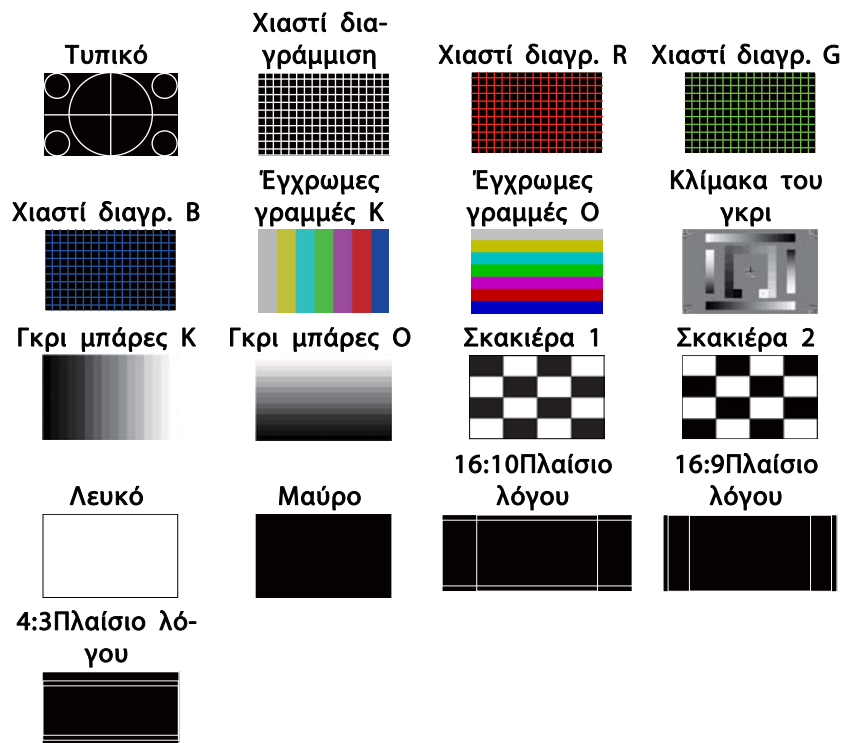 Τυπικό
Χιαστί δια-
γράμμιση
Χιαστί διαγρ. R
Χιαστί διαγρ. G
Χιαστί διαγρ. B
Έγχρωμες
γραμμές Κ
Έγχρωμες
γραμμές Ο
Κλίμακα του
γκρι
Γκρι μπάρες Κ
Γκρι μπάρες Ο
Σκακιέρα 1
Σκακιέρα 2
Λευκό
Μαύρο
16:10Πλαίσιο
λόγου
16:9Πλαίσιο
λόγου
4:3Πλαίσιο λό-
γου